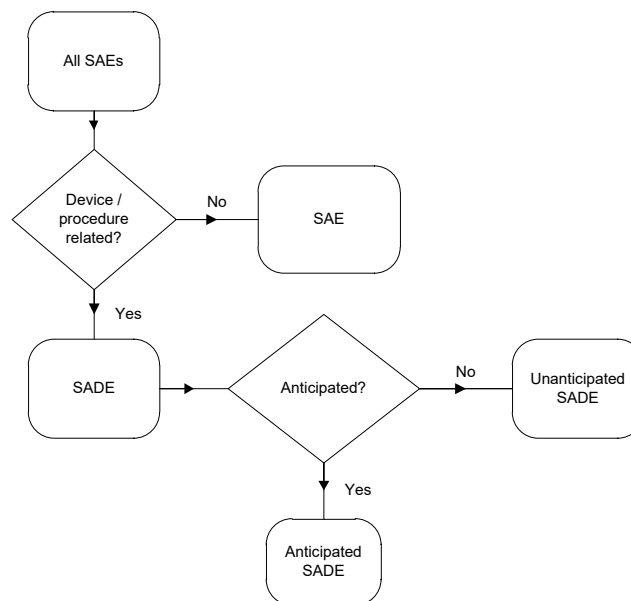 All SAEs
Device /
procedure
related?
No
SAE
Yes
SADE
Anticipated?
No
Unanticipated
SADE
Yes
Anticipated
SADE